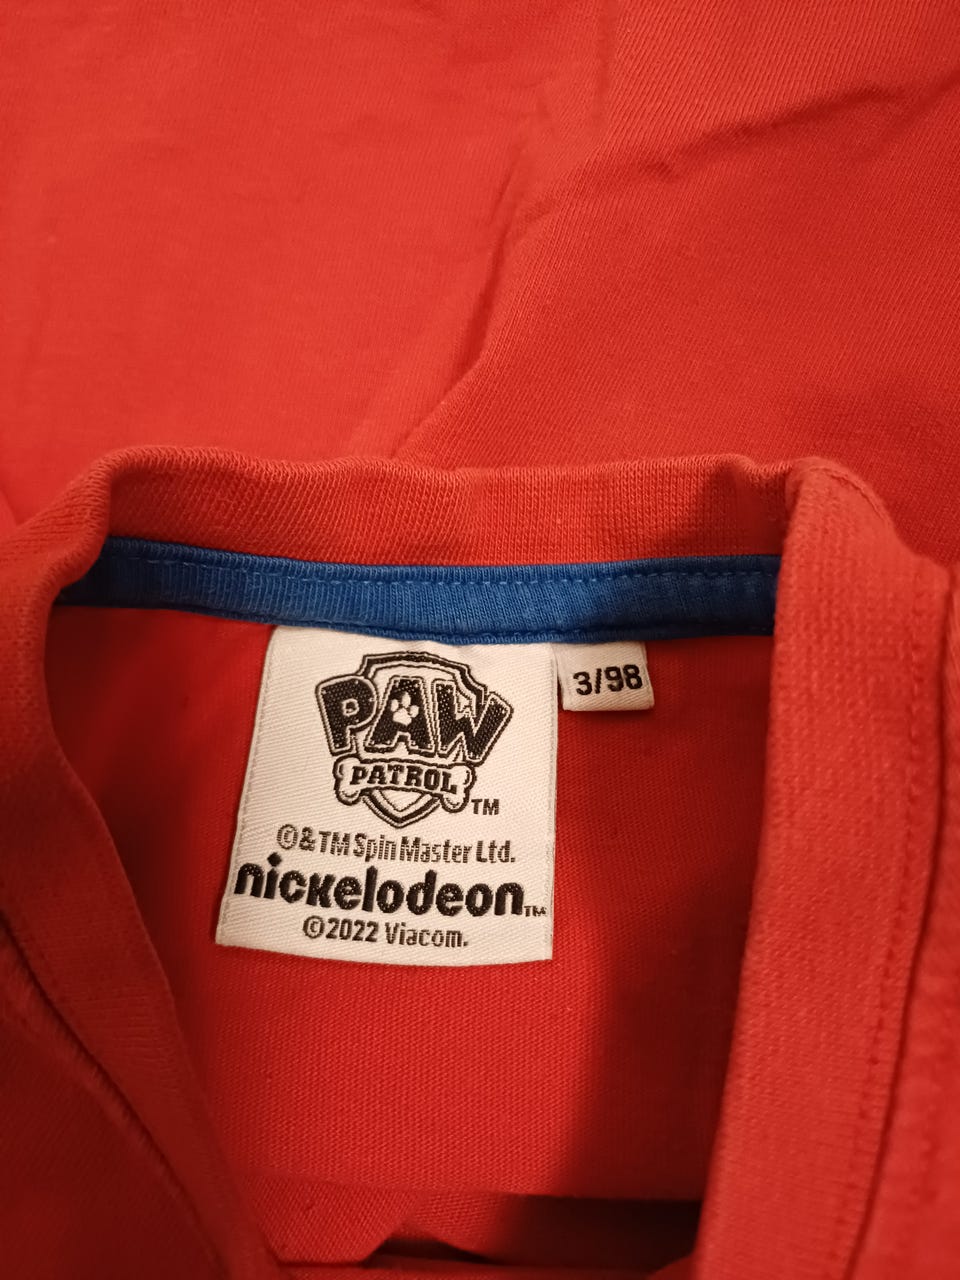 PAW
PATROL TM
3/98
©&TM Spin Master Ltd.
nickelodeon TM
©2022 Viacom.